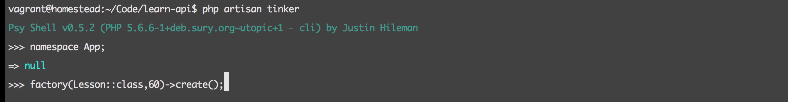 vagrant@homestead:~/Code/learn-api$ php artisan tinker
Psy Shell v0.5.2 (PHP 5.6.6-1+deb.sury.org~utopic+1 - cli) by Justin Hileman
>>> namespace App;
=> null
>>> factory(Lesson::class,60)->create();